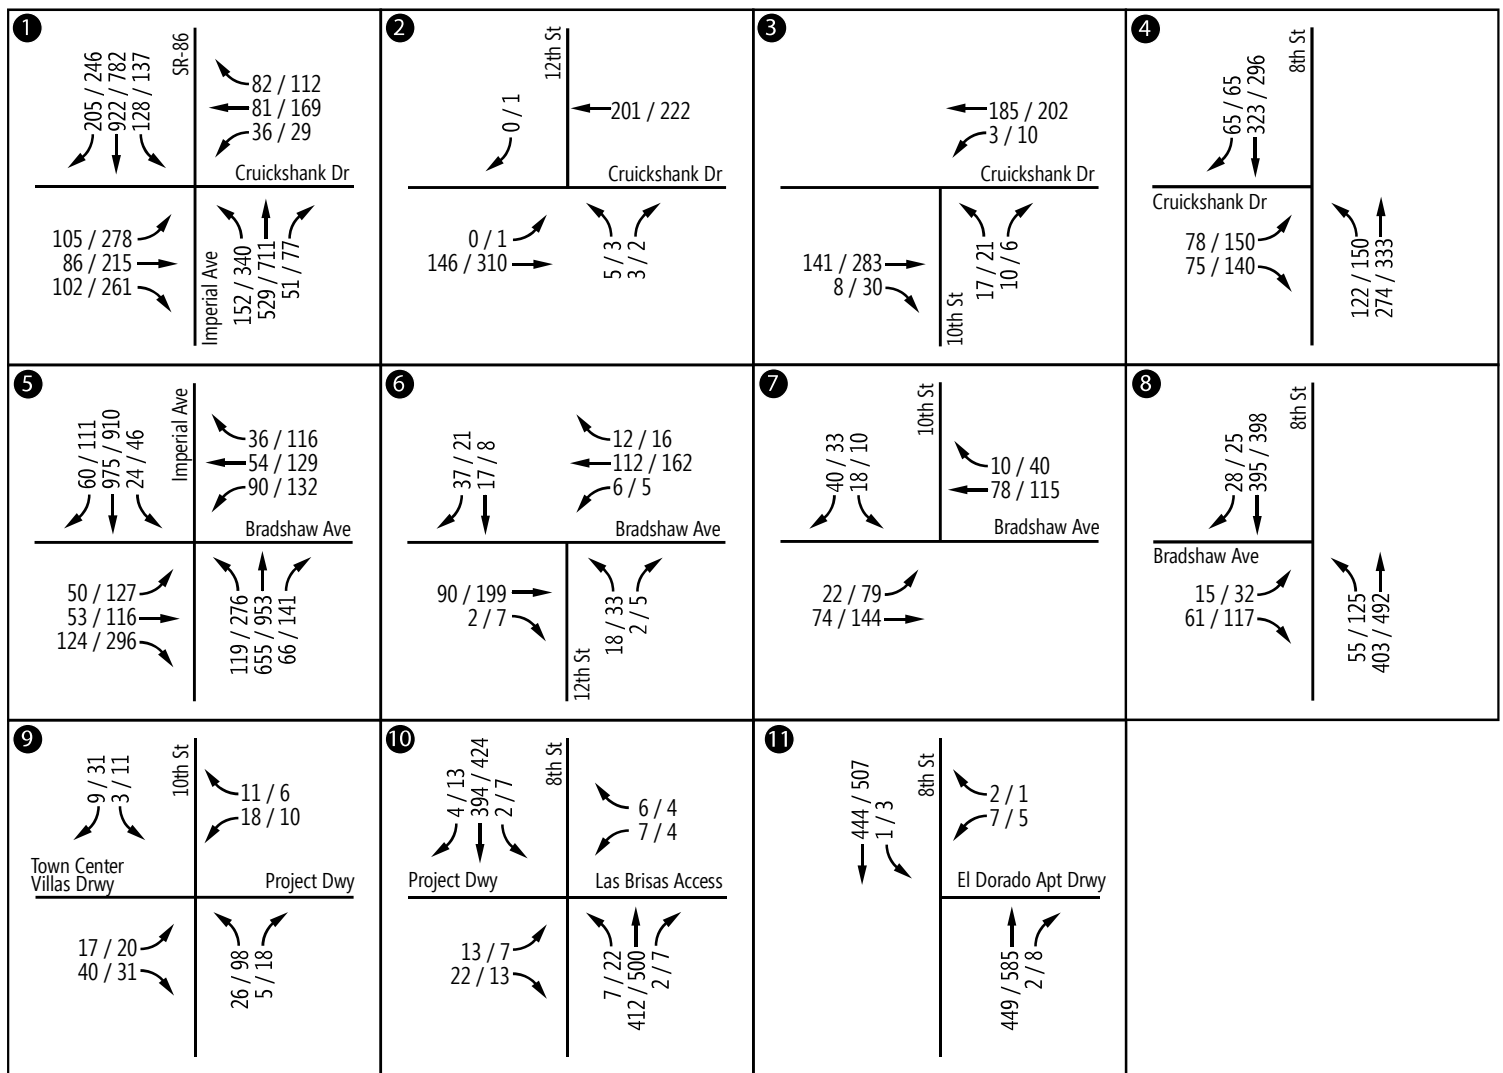 1
SR-86
205 / 246
922 / 782
128 / 137
82 / 112
81 / 169
36 / 29
Cruickshank Dr
105 / 278
86 / 215
102 / 261
Imperial Ave
152 / 340
529 / 711
51 / 77
2
12th St
0 / 1
201 / 222
Cruickshank Dr
0 / 1
146 / 310
5 / 3
3 / 2
3
185 / 202
3 / 10
Cruickshank Dr
141 / 283
8 / 30
10th St
17 / 21
10 / 6
4
8th St
65 / 65
323 / 296
Cruickshank Dr
78 / 150
75 / 140
122 / 150
274 / 333
5
Imperial Ave
60 / 111
975 / 910
24 / 46
36 / 116
54 / 129
90 / 132
Bradshaw Ave
50 / 127
53 / 116
124 / 296
119 / 276
655 / 953
66 / 141
6
37 / 21
17 / 8
12 / 16
112 / 162
6 / 5
Bradshaw Ave
90 / 199
2 / 7
12th St
18 / 33
2 / 5
7
10th St
40 / 33
18 / 10
10 / 40
78 / 115
Bradshaw Ave
22 / 79
74 / 144
8
8th St
28 / 25
395 / 398
Bradshaw Ave
15 / 32
61 / 117
55 / 125
403 / 492
9
10th St
9 / 31
3 / 11
11 / 6
18 / 10
Town Center
Villas Drwy
Project Dwy
17 / 20
40 / 31
26 / 98
5 / 18
10
8th St
4 / 13
394 / 424
2 / 7
6 / 4
7 / 4
Project Dwy
Las Brisas Access
13 / 7
22 / 13
7 / 22
412 / 500
2 / 7
11
8th St
444 / 507
1 / 3
2 / 1
7 / 5
El Dorado Apt Drwy
449 / 585
2 / 8